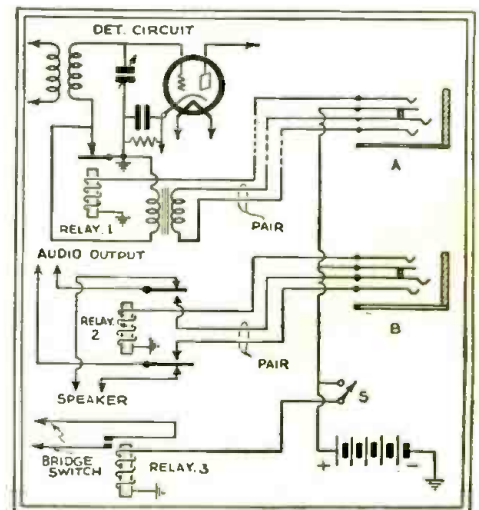 DET. CIRCUIT
A
RELAY.1
PAIR
AUDIO OUTPUT
RELAY
2
B
PAIR
SPEAKER
S
BRIDGE
SWITCH
RELAY.3
+
-